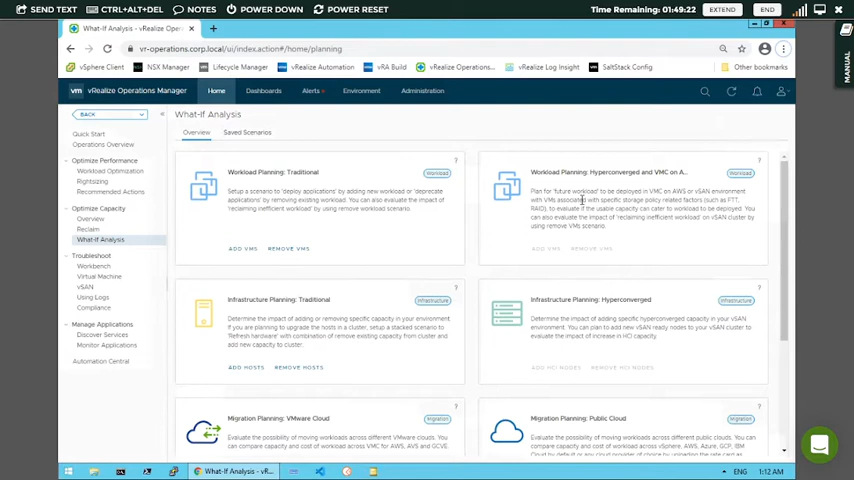 SEND TEXT
CTRL+ALT+DEL
NOTES
POWER DOWN
POWER RESET
Time Remaining: 01:49:22
EXTEND
END
MANUAL
What-If Analysis - vRealize Ope
vr-operations.corp.local/ui/index.action#/home/planning
vSphere Client
NSX Manager
Lifecycle Manager
vRealize Automation
vRA Build
vRealize Operations...
vRealize Log Insight
SaltStack Config
Other bookmarks
vm
vRealize Operations Manager
Home
Dashboards
Alerts
Environment
Administration
BACK
What-If Analysis
Overview
Saved Scenarios
Quick Start
Operations Overview
Optimize Performance
Workload Optimization
Rightsizing
Recommended Actions
Optimize Capacity
Overview
Reclaim
What-If Analysis
Troubleshoot
Workbench
Virtual Machine
vSAN
Using Logs
Compliance
Manage Applications
Discover Services
Monitor Applications
Automation Central
?
Workload Planning: Traditional
Workload
Setup a scenario to 'deploy applications' by adding new workload or 'deprecate
applications' by removing existing workload. You can also evaluate the impact of
'reclaiming inefficient workload' by using remove VMs scenario.
ADD VMS
REMOVE VMS
?
Workload Planning: Hyperconverged and VMC on A...
Workload
Plan for 'future workload' to be deployed in VMC on AWS or vSAN environment
with VMs associated with specific storage policy related factors (such as FTT,
RAID) to evaluate if the usable capacity can cater to workload to be deployed. You
can also evaluate the impact of 'reclaiming inefficient workload' on vSAN cluster by
using remove VMs scenario.
ADD VMS
REMOVE VMS
?
Infrastructure Planning: Traditional
Infrastructure
Determine the impact of adding or removing specific capacity in your environment.
If you are planning to upgrade the hosts in a cluster, setup a stacked scenario to
'Refresh hardware' with combination of remove existing capacity from cluster and
add new capacity to cluster.
ADD HOSTS
REMOVE HOSTS
?
Infrastructure Planning: Hyperconverged
Infrastructure
Determine the impact of adding specific hyperconverged capacity in your vSAN
environment. You can plan to add new vSAN ready nodes to your vSAN cluster to
evaluate the impact of increase in HCI capacity.
ADD HCI NODES
REMOVE HCI NODES
?
Migration Planning: VMware Cloud
Migration
Evaluate the possibility of moving workloads across different VMware clouds. You
can compare capacity and cost of workload across VMC on AWS, AVS and GCVE.
?
Migration Planning: Public Cloud
Migration
Evaluate the possibility of moving workloads across different public clouds. You
can compare capacity and cost of workload across vSphere, AWS, Azure, GCP, IBM
Cloud by default or any cloud provider of choice by uploading the rate card as
What-If Analysis - vR...
ENG
1:12 AM